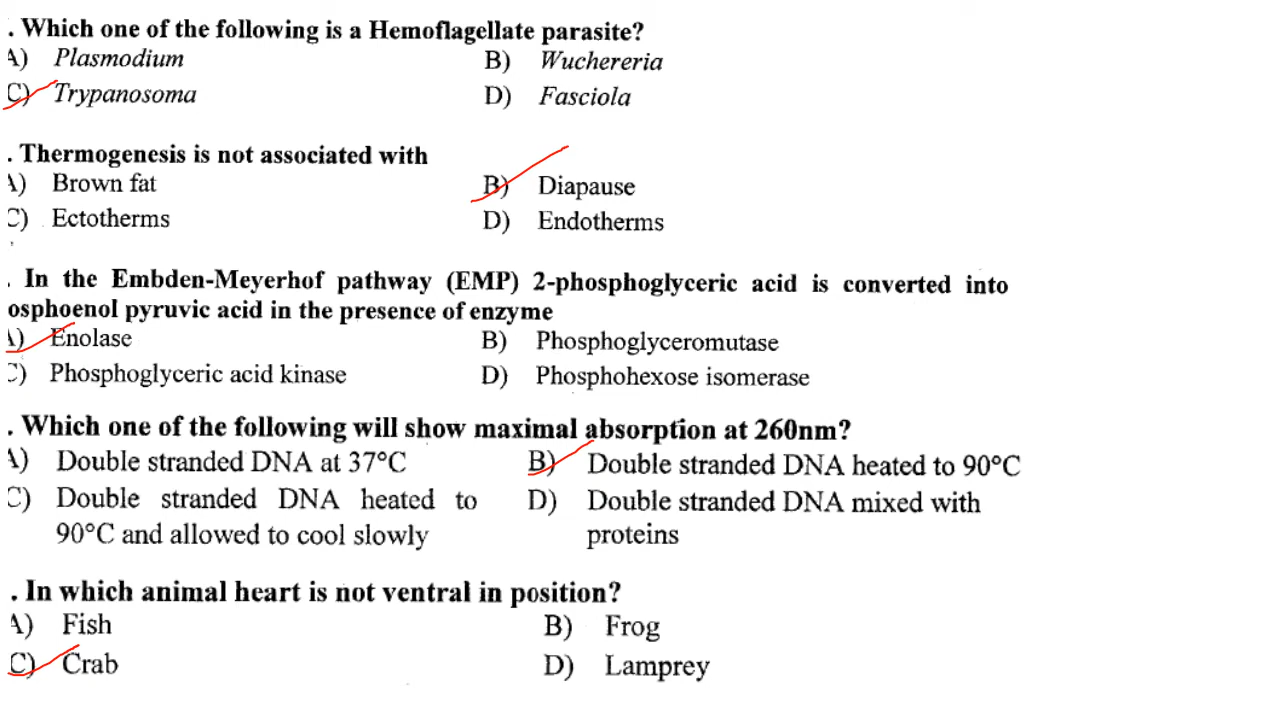 . Which one of the following is a Hemoflagellate parasite?
A) Plasmodium B) Wuchereria
C) Trypanosoma D) Fasciola
. Thermogenesis is not associated with
A) Brown fat B) Diapause
C) Ectotherms D) Endotherms
. In the Embden-Meyerhof pathway (EMP) 2-phosphoglyceric acid is converted into
osphoenol pyruvic acid in the presence of enzyme
A) Enolase B) Phosphoglyceromutase
C) Phosphoglyceric acid kinase D) Phosphohexose isomerase
. Which one of the following will show maximal absorption at 260nm?
A) Double stranded DNA at 37°C B) Double stranded DNA heated to 90°C
C) Double stranded DNA heated to D) Double stranded DNA mixed with
90°C and allowed to cool slowly proteins
. In which animal heart is not ventral in position?
A) Fish B) Frog
C) Crab D) Lamprey